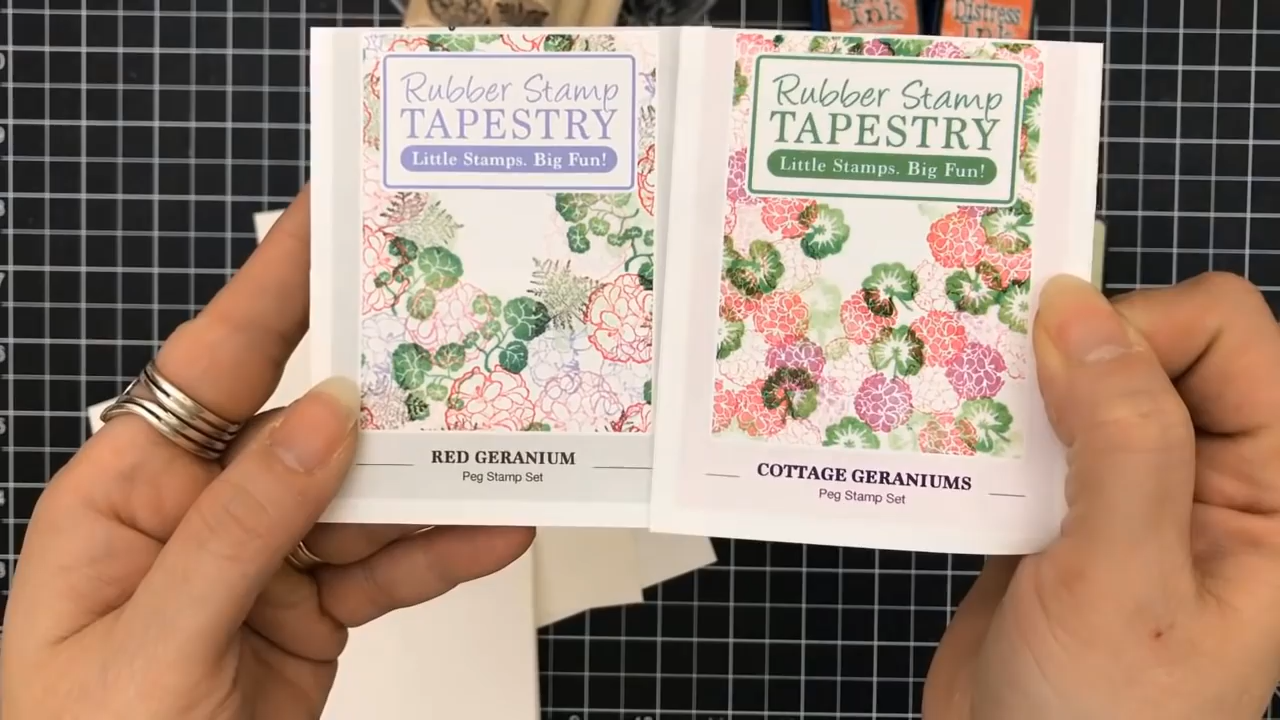 Rubber Stamp
TAPESTRY
Little Stamps. Big Fun!
RED GERANIUM
Peg Stamp Set
Rubber Stamp
TAPESTRY
Little Stamps. Big Fun!
COTTAGE GERANIUMS
Peg Stamp Set
Ink
Distress
Ink